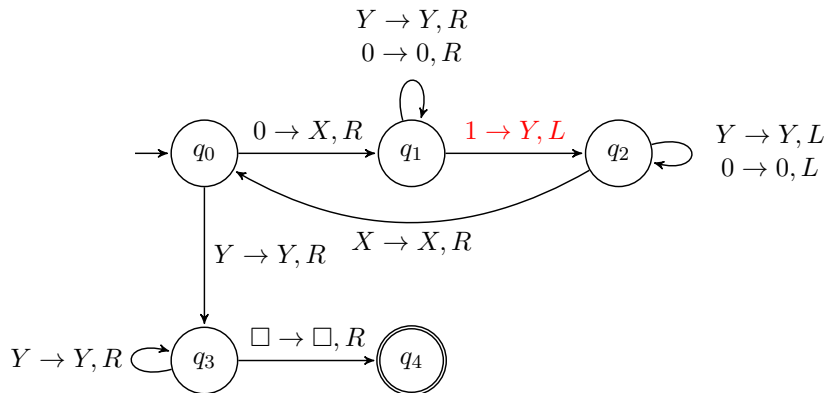 Y → Y, R
0 → 0, R
q₀
0 → X, R
q₁
1 → Y, L
q₂
Y → Y, L
0 → 0, L
X → X, R
Y → Y, R
Y → Y, R
q₃
□ → □, R
q₄